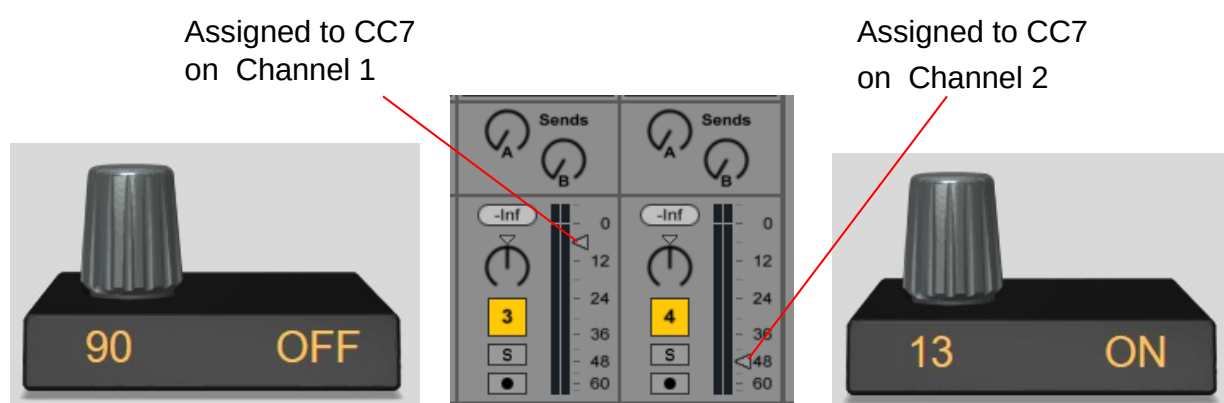 Assigned to CC7
on Channel 1
Assigned to CC7
on Channel 2
Sends
A
B
Sends
A
B
-Inf
0
12
24
36
48
60
3
S
-Inf
0
12
24
36
48
60
4
S
90 OFF
13 ON